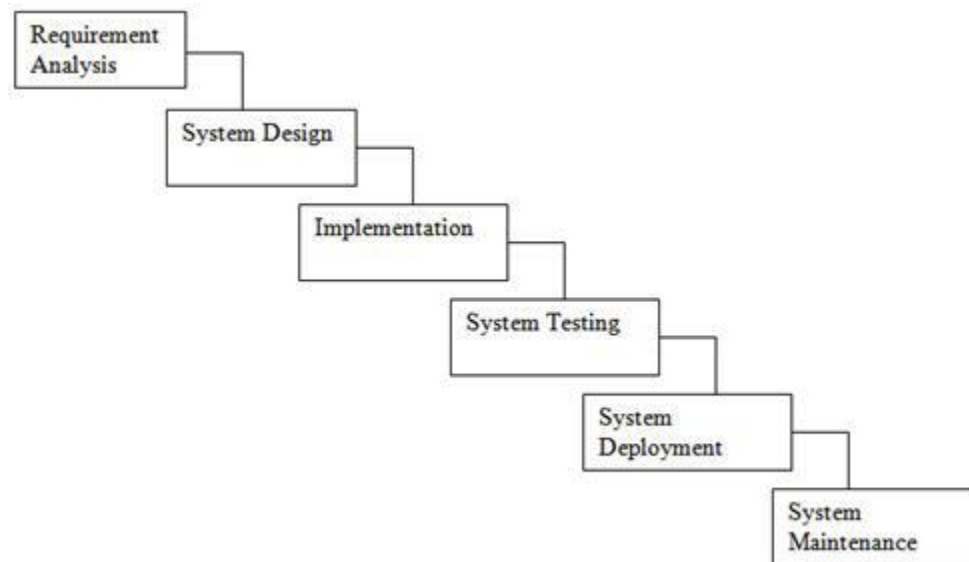 Requirement
Analysis
System Design
Implementation
System Testing
System
Deployment
System
Maintenance